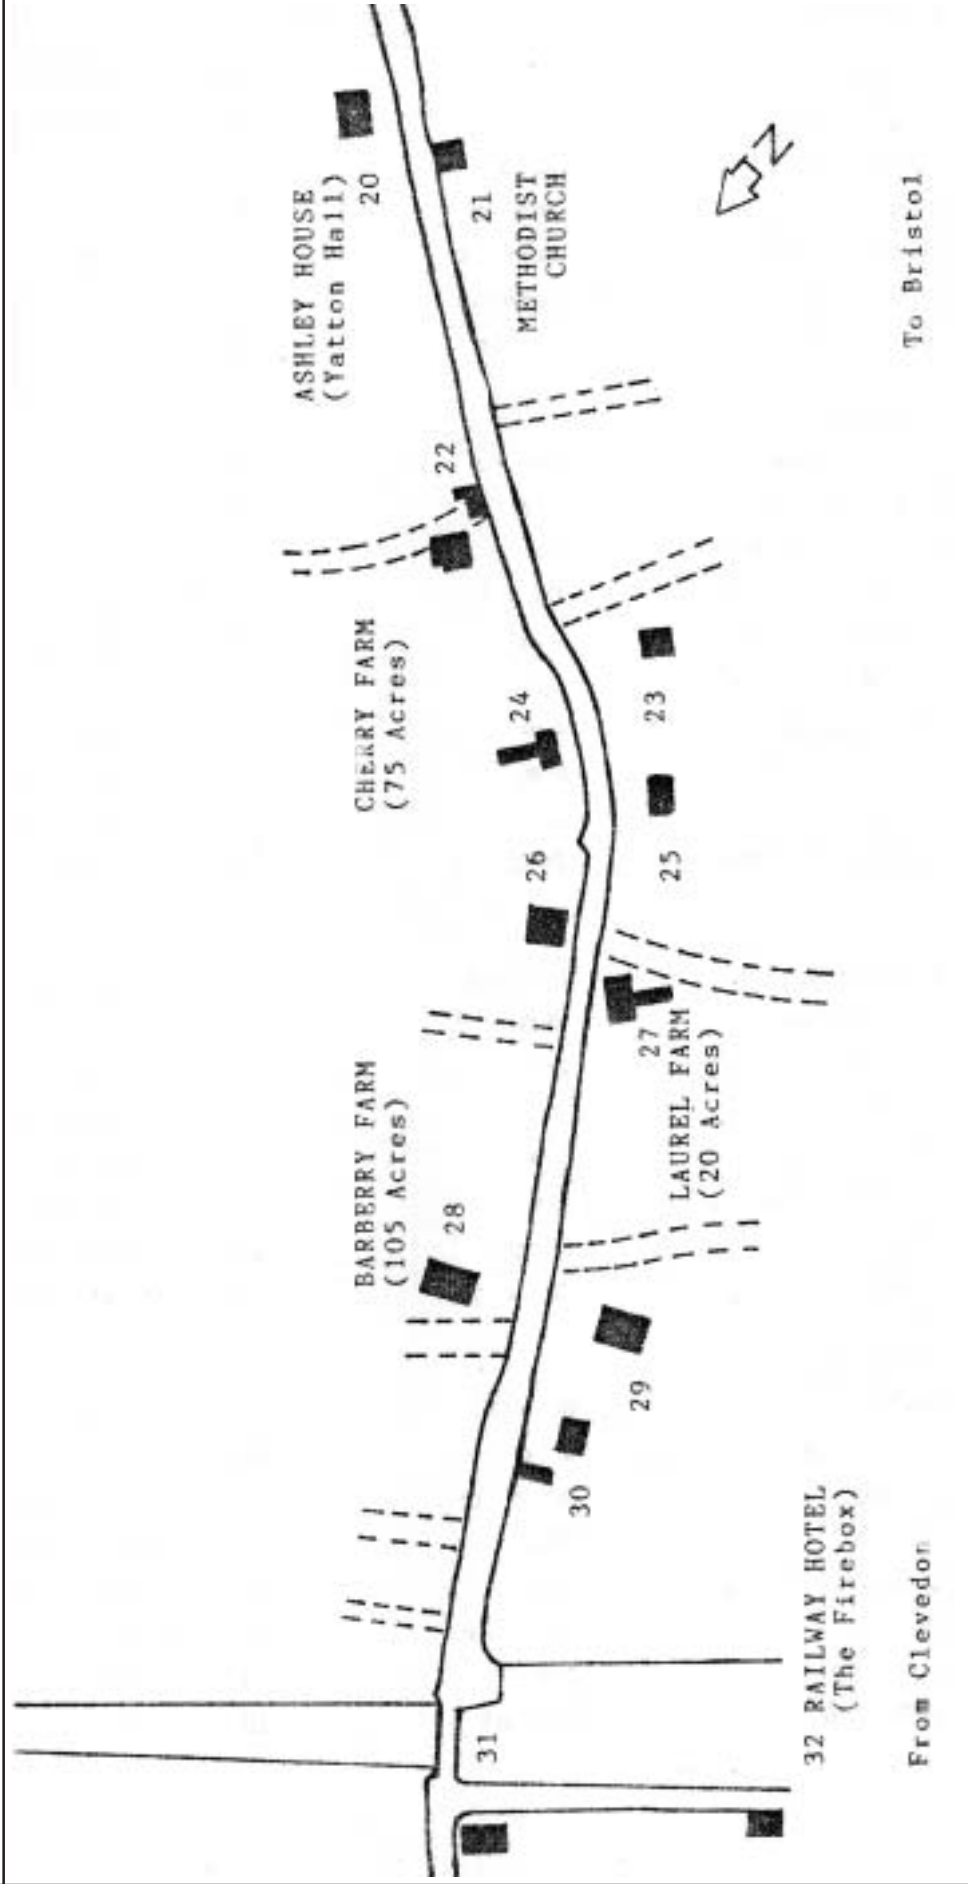 ASHLEY HOUSE
(Yatton Hall)
20
21
METHODIST
CHURCH
N
To Bristol
22
CHERRY FARM
(75 Acres)
24
23
26
25
27
LAUREL FARM
(20 Acres)
BARBERRY FARM
(105 Acres)
28
29
30
31
32 RAILWAY HOTEL
(The Firebox)
From Clevedon